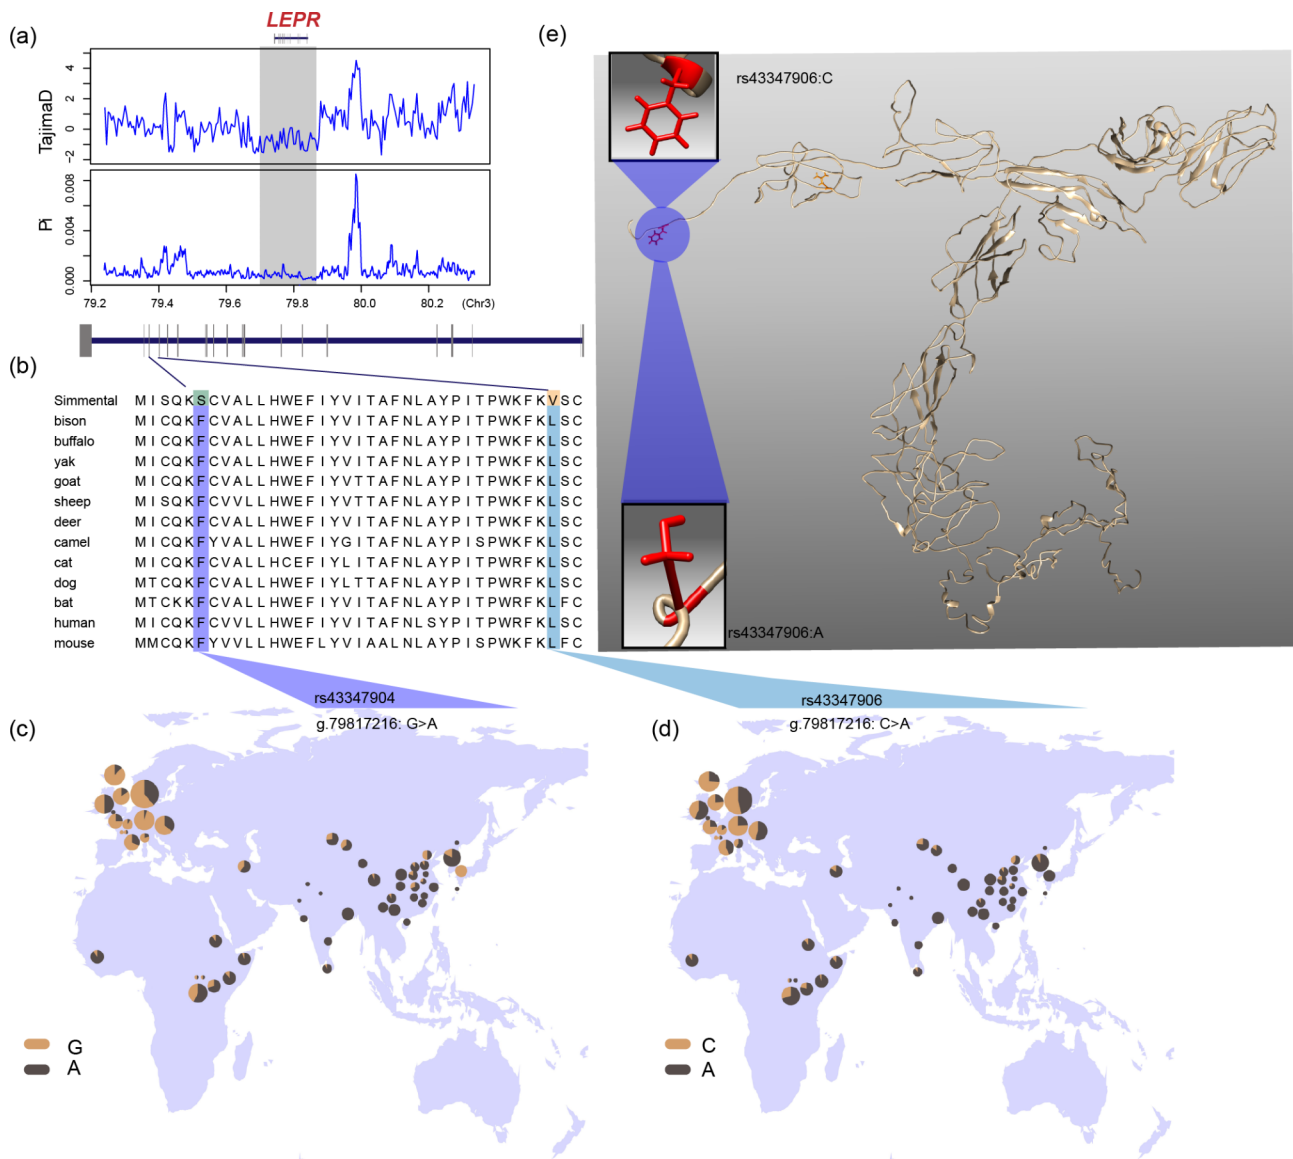 (a)
LEPR
TajimaD
4
2
0
-2
Pi
0.008
0.004
0.000
79.2 79.4 79.6 79.8 80.0 80.2 (Chr3)
(b)
Simmental M I S Q K S C V A L L H W E F I Y V I T A F N L A Y P I T P W K F K V S C
bison M I C Q K F C V A L L H W E F I Y V I T A F N L A Y P I T P W K F K L S C
buffalo M I C Q K F C V A L L H W E F I Y V I T A F N L A Y P I T P W K F K L S C
yak M I C Q K F C V A L L H W E F I Y V I T A F N L A Y P I T P W K F K L S C
goat M I C Q K F C V A L L H W E F I Y V T T A F N L A Y P I T P W K F K L S C
sheep M I S Q K F C V V L L H W E F I Y V T T A F N L A Y P I T P W K F K L S C
deer M I C Q K F C V A L L H W E F I Y V I T A F N L A Y P I T P W K F K L S C
camel M I C Q K F Y V A L L H W E F I Y G I T A F N L A Y P I S P W K F K L S C
cat M I C Q K F C V A L L H C E F I Y L I T A F N L A Y P I T P W R F K L S C
dog M T C Q K F C V A L L H W E F I Y L T T A F N L A Y P I T P W R F K L S C
bat M T C K K F C V A L L H W E F I Y V I T A F N L A Y P I T P W R F K L F C
human M I C Q K F C V V L L H W E F I Y V I T A F N L S Y P I T P W R F K L S C
mouse M M C Q K F Y V V L L H W E F L Y V I A A L N L A Y P I S P W K F K L F C
(e)
rs43347906:C
rs43347906:A
rs43347904
g.79817216: G>A
(c)
G
A
rs43347906
g.79817216: C>A
(d)
C
A